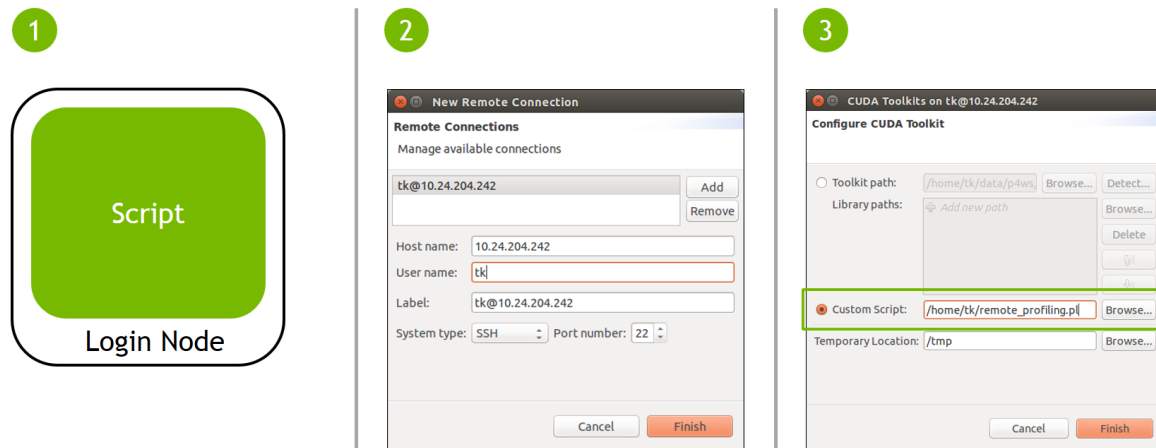 1
Script
Login Node
2
New Remote Connection
Remote Connections
Manage available connections
tk@10.24.204.242
Add
Remove
Host name: 10.24.204.242
User name: tk
Label: tk@10.24.204.242
System type: SSH Port number: 22
Cancel Finish
3
CUDA Toolkits on tk@10.24.204.242
Configure CUDA Toolkit
Toolkit path: /home/tk/data/p4ws, Browse... Detect...
Library paths: Add new path Browse...
Delete
Custom Script: /home/tk/remote_profiling.pl Browse...
Temporary Location: /tmp Browse...
Cancel Finish